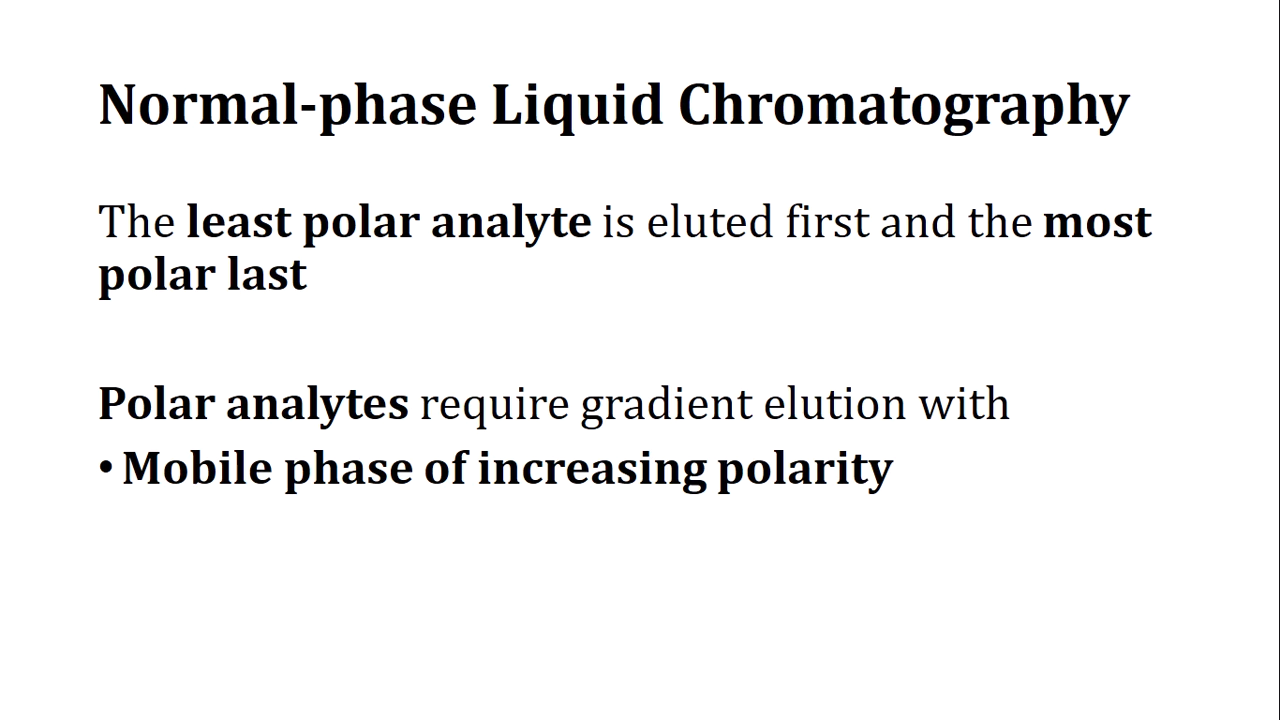 Normal-phase Liquid Chromatography
The least polar analyte is eluted first and the most
polar last
Polar analytes require gradient elution with
• Mobile phase of increasing polarity